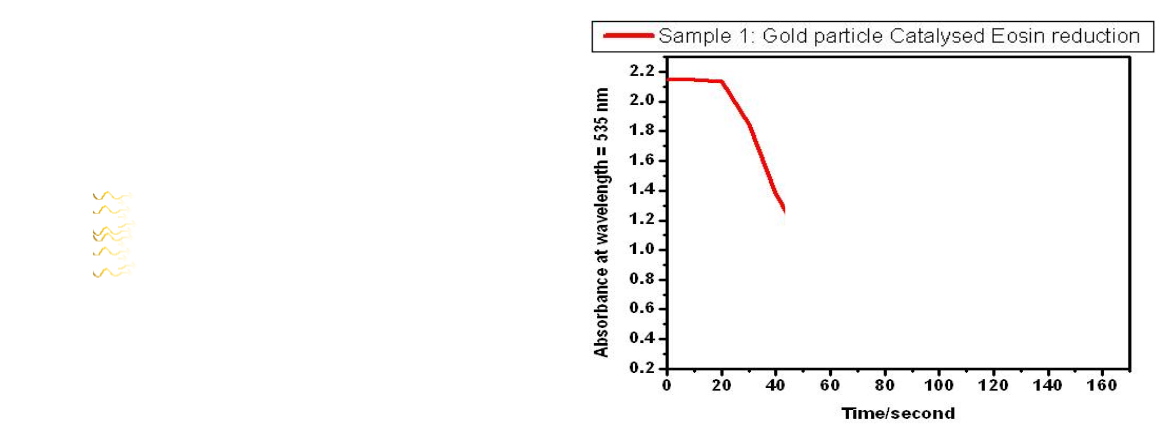 Sample 1: Gold particle Catalysed Eosin reduction
Absorbance at wavelength = 535 nm
2.2
2.0
1.8
1.6
1.4
1.2
1.0
0.8
0.6
0.4
0.2
0 20 40 60 80 100 120 140 160
Time/second